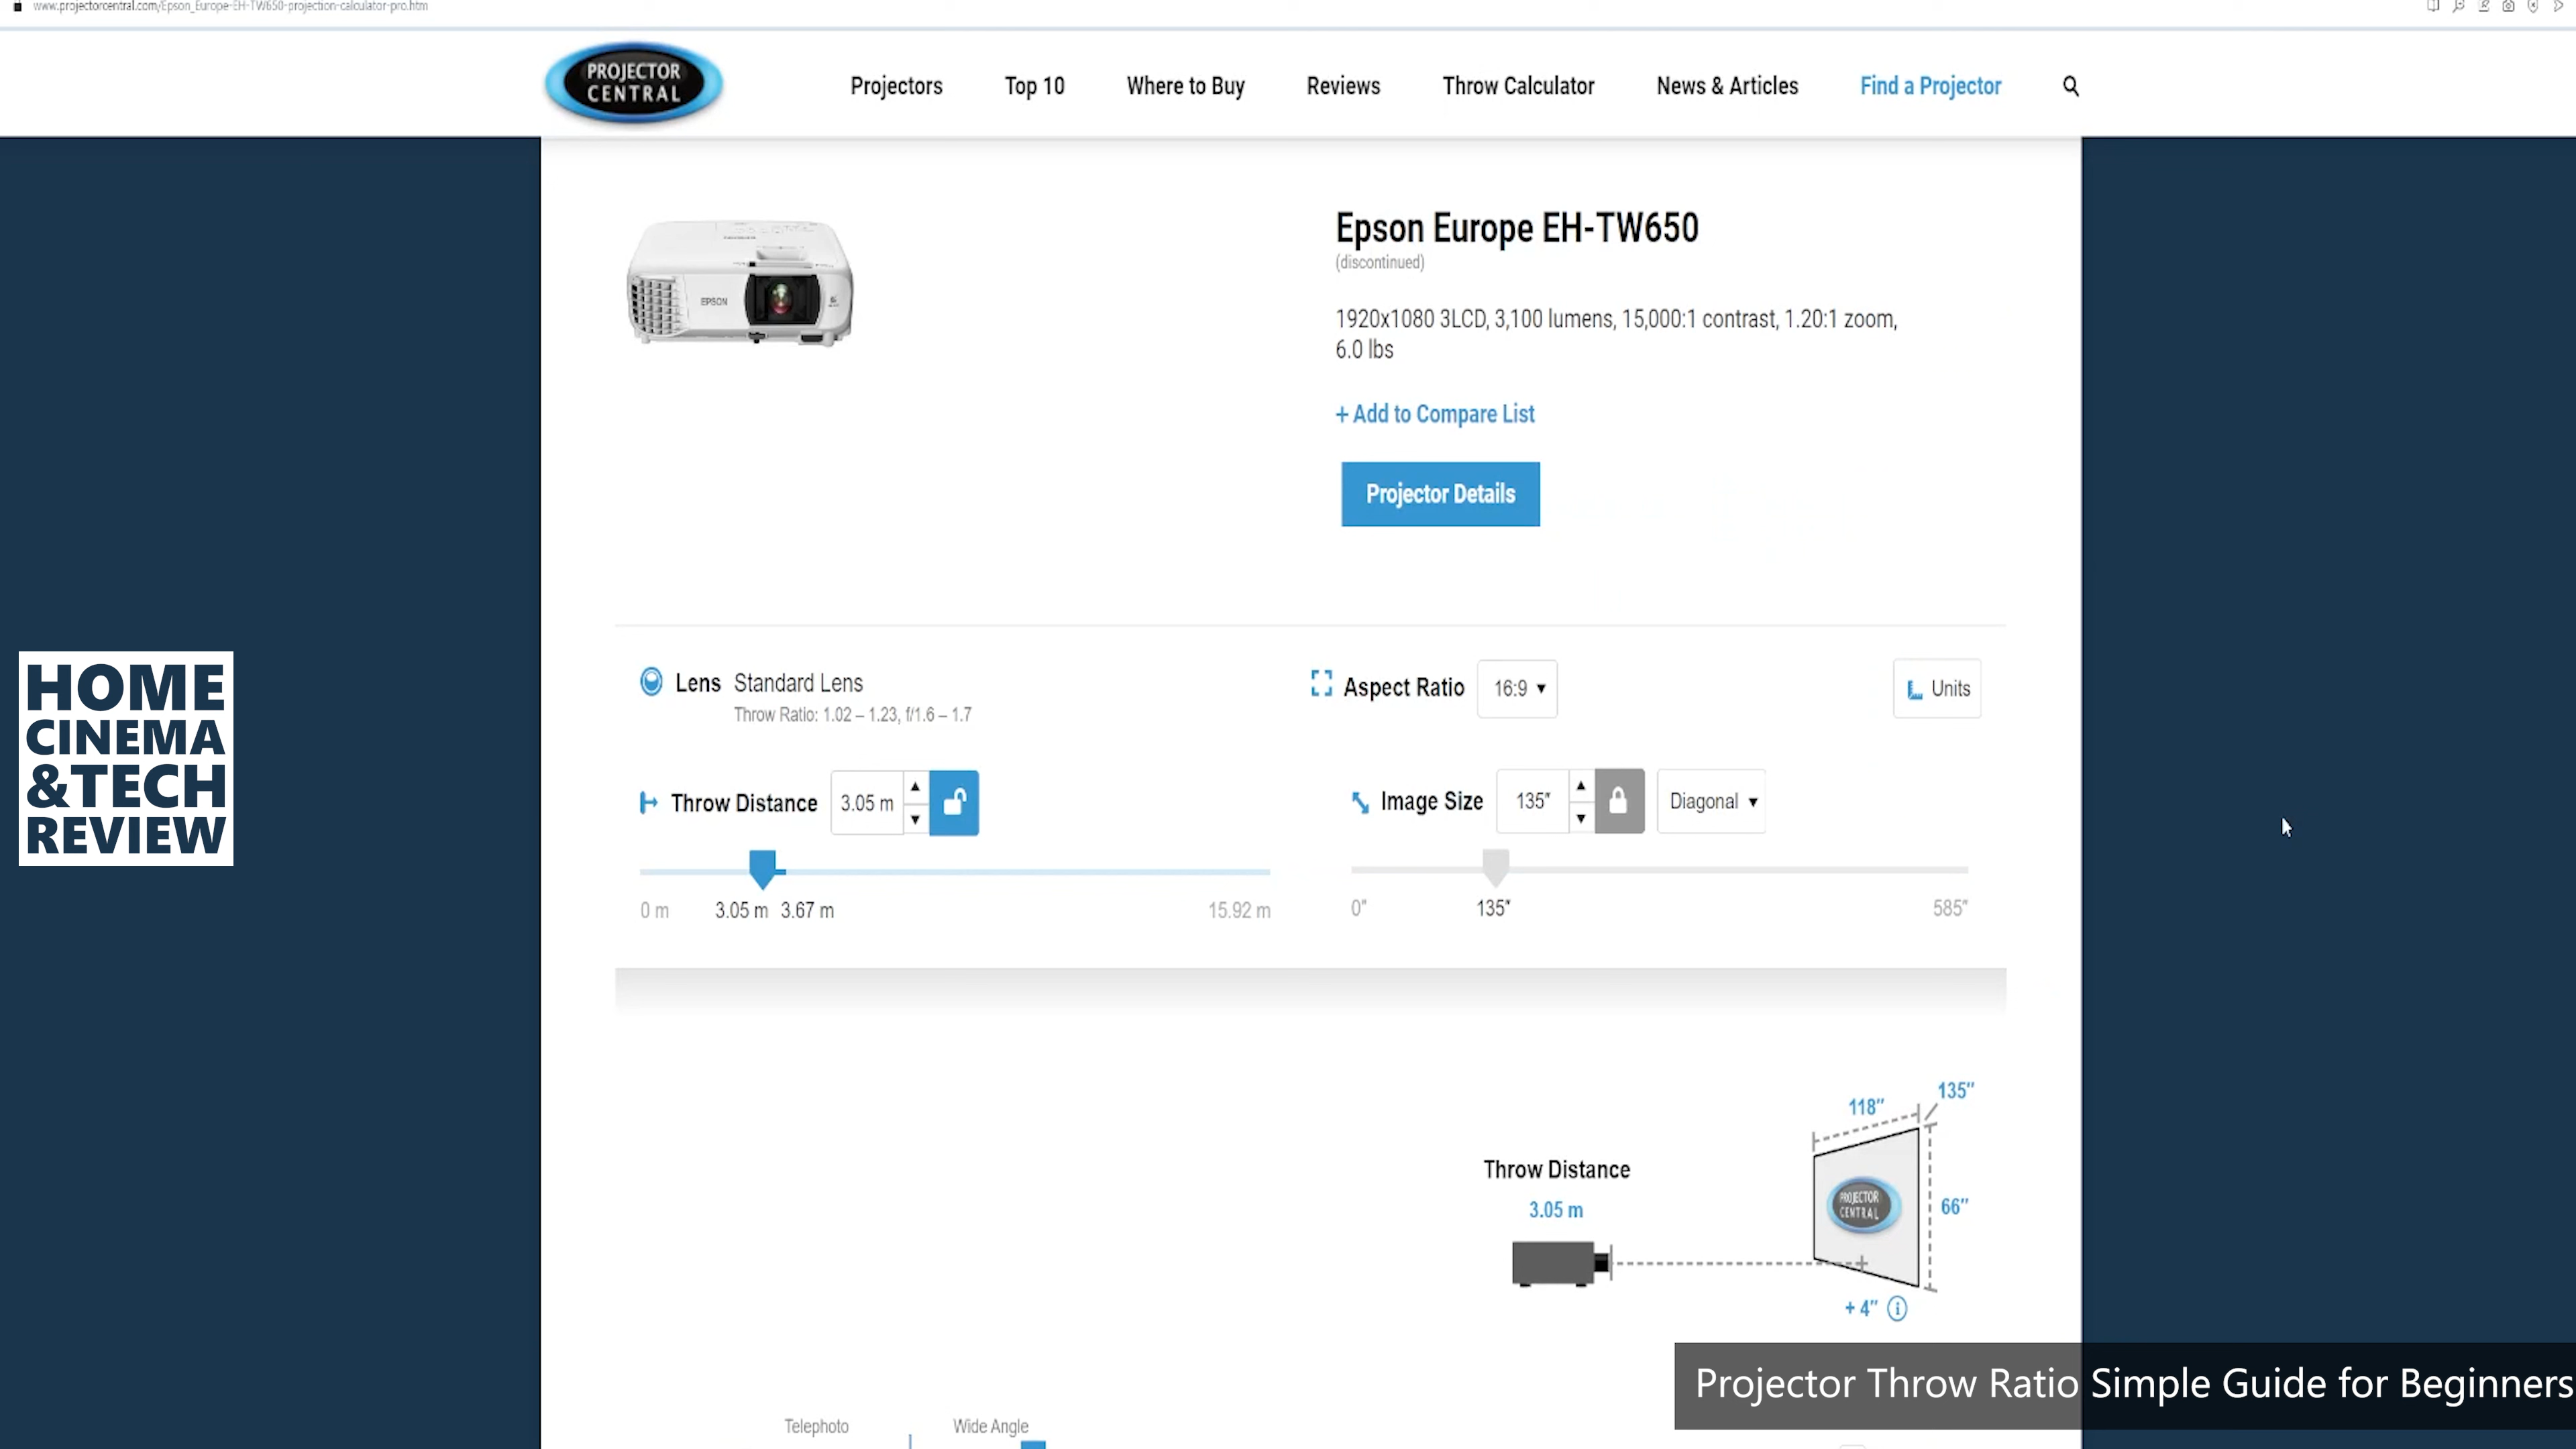 www.projectorcentral.com/Epson_Europe-EH-TW650-projection-calculator-pro.htm
PROJECTOR
CENTRAL
Projectors
Top 10
Where to Buy
Reviews
Throw Calculator
News & Articles
Find a Projector
EPSON
Epson Europe EH-TW650
(discontinued)
1920x1080 3LCD, 3,100 lumens, 15,000:1 contrast, 1.20:1 zoom,
6.0 lbs
+ Add to Compare List
Projector Details
HOME
CINEMA
&TECH
REVIEW
Lens Standard Lens
Throw Ratio: 1.02 – 1.23, f/1.6 – 1.7
Aspect Ratio 16:9 ▾
Units
Throw Distance 3.05 m
Image Size 135" Diagonal ▾
0 m 3.05 m 3.67 m 15.92 m
0" 135" 585"
135"
118"
Throw Distance
3.05 m
PROJECTOR
CENTRAL
66"
+ 4"
Projector Throw Ratio Simple Guide for Beginners
Telephoto
Wide Angle